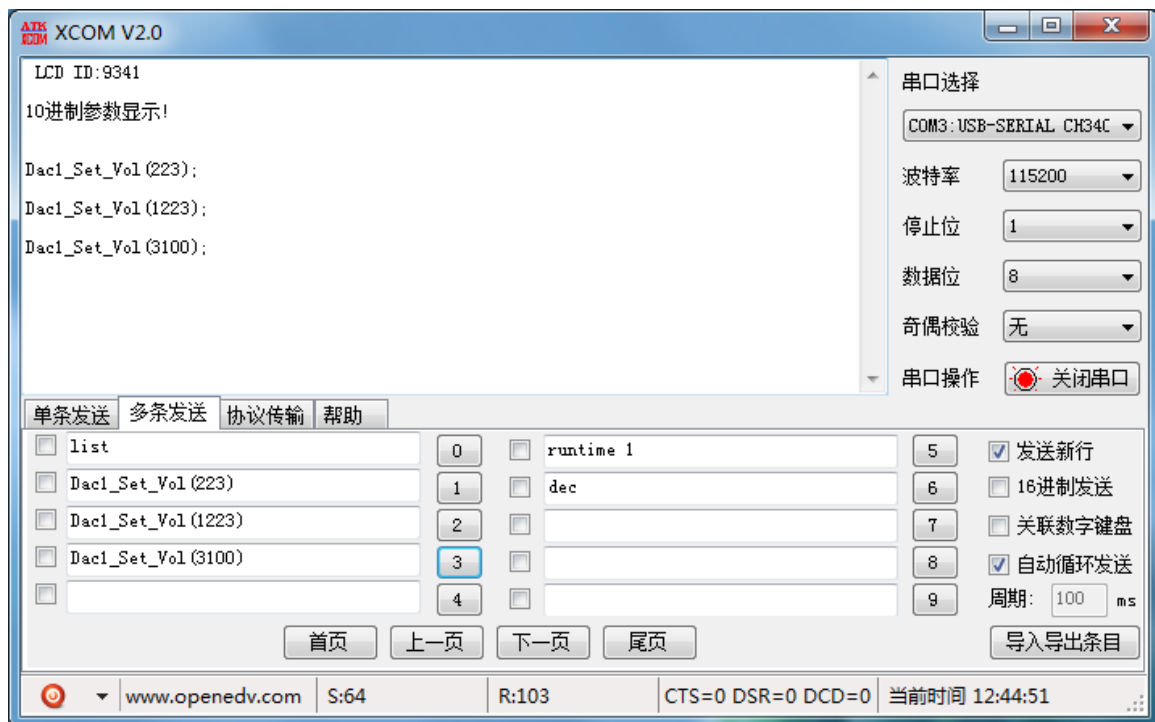 ATK XCOM XCOM V2.0
LCD ID:9341
10进制参数显示!
Dac1_Set_Vol(223);
Dac1_Set_Vol(1223);
Dac1_Set_Vol(3100);
串口选择
COM3:USB-SERIAL CH34C
波特率 115200
停止位 1
数据位 8
奇偶校验 无
串口操作 关闭串口
单条发送 多条发送 协议传输 帮助
list 0 runtime 1 5 发送新行
Dac1_Set_Vol(223) 1 dec 6 16进制发送
Dac1_Set_Vol(1223) 2 7 关联数字键盘
Dac1_Set_Vol(3100) 3 8 自动循环发送
4 9 周期: 100 ms
首页 上一页 下一页 尾页 导入导出条目
www.openedv.com S:64 R:103 CTS=0 DSR=0 DCD=0 当前时间 12:44:51